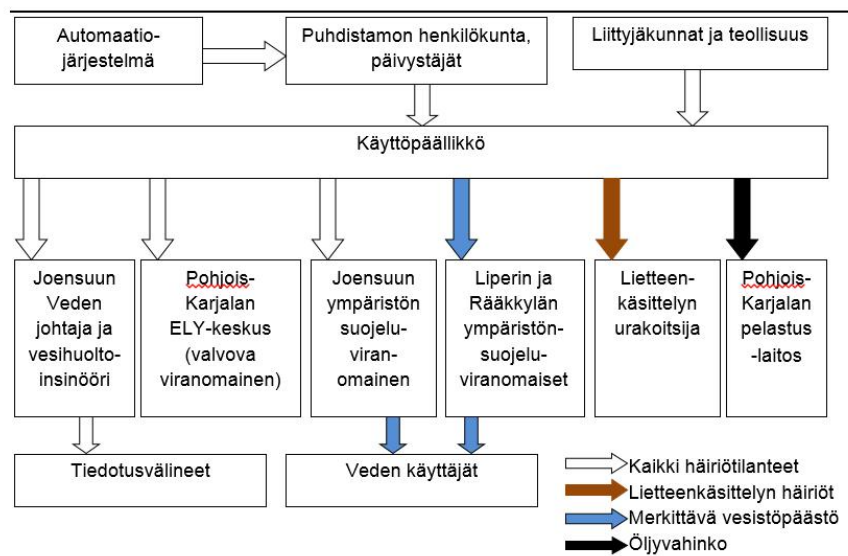 Automaatio-
järjestelmä
Puhdistamon henkilökunta,
päivystäjät
Liittyjäkunnat ja teollisuus
Käyttöpäällikkö
Joensuun
Veden
johtaja ja
vesihuolto-
insinööri
Pohjois-
Karjalan
ELY-keskus
(valvova
viranomainen)
Joensuun
ympäristön
suojelu-
viran-
omainen
Liperin ja
Rääkkylän
ympäristön-
suojelu-
viranomaiset
Lietteen-
käsittelyn
urakoitsija
Pohjois-
Karjalan
pelastus
-laitos
Tiedotusvälineet
Veden käyttäjät
Kaikki häiriötilanteet
Lietteenkäsittelyn häiriöt
Merkittävä vesistöpäästö
Öljyvahinko